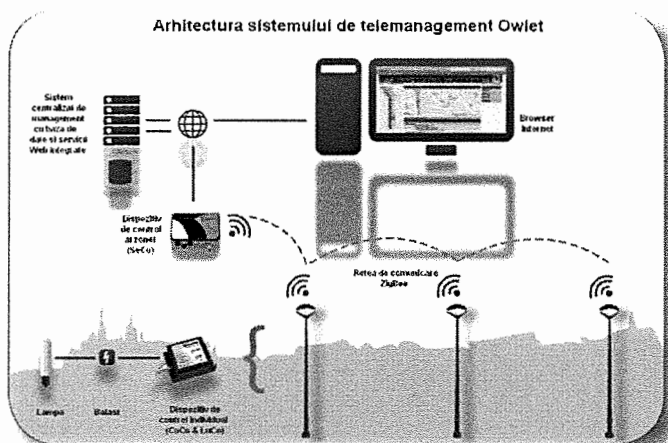 Arhitectura sistemului de telemanagement Owlet
Sistem
centralizat de
management
cu baza de
date si servicii
Web integrate
Browser
Internet
Dispozitiv
de control
al zonei
(SeCo)
Retea de comunicare
ZigBee
Lampa
Balast
Dispozitiv de
control individual
(CoCo & LuCo)